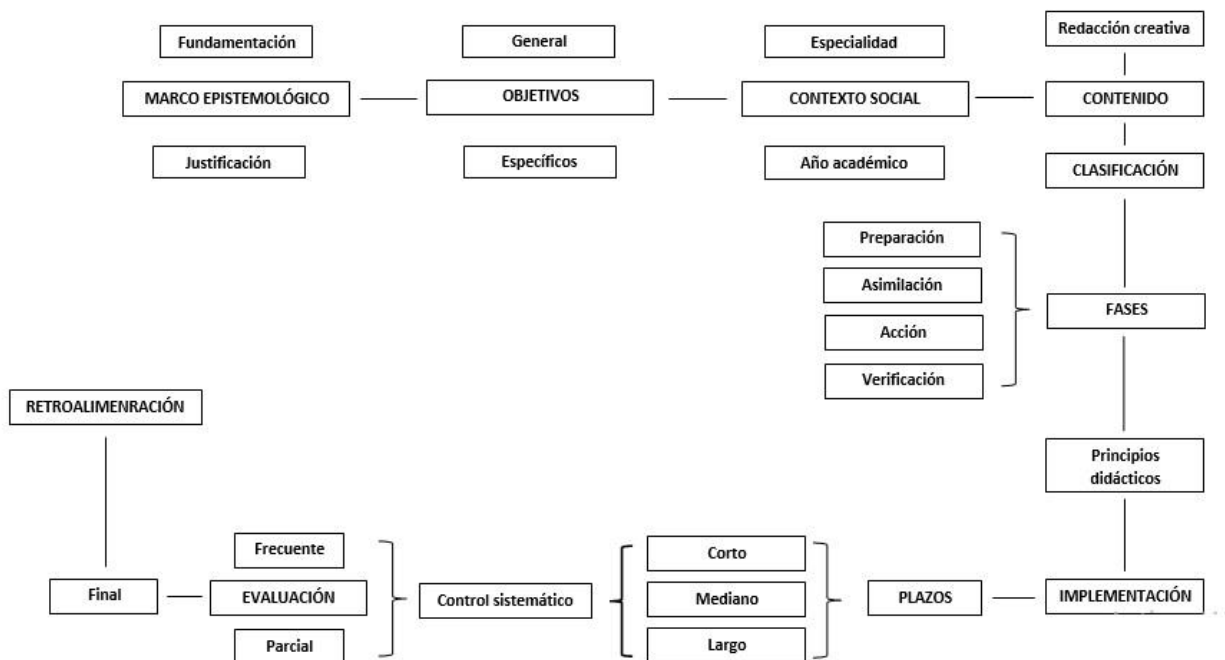 Fundamentación
General
Especialidad
Redacción creativa
MARCO EPISTEMOLÓGICO
OBJETIVOS
CONTEXTO SOCIAL
CONTENIDO
Justificación
Específicos
Año académico
CLASIFICACIÓN
Preparación
Asimilación
FASES
Acción
Verificación
RETROALIMENRACIÓN
Principios
didácticos
Frecuente
Corto
Final
EVALUACIÓN
Control sistemático
Mediano
PLAZOS
IMPLEMENTACIÓN
Parcial
Largo